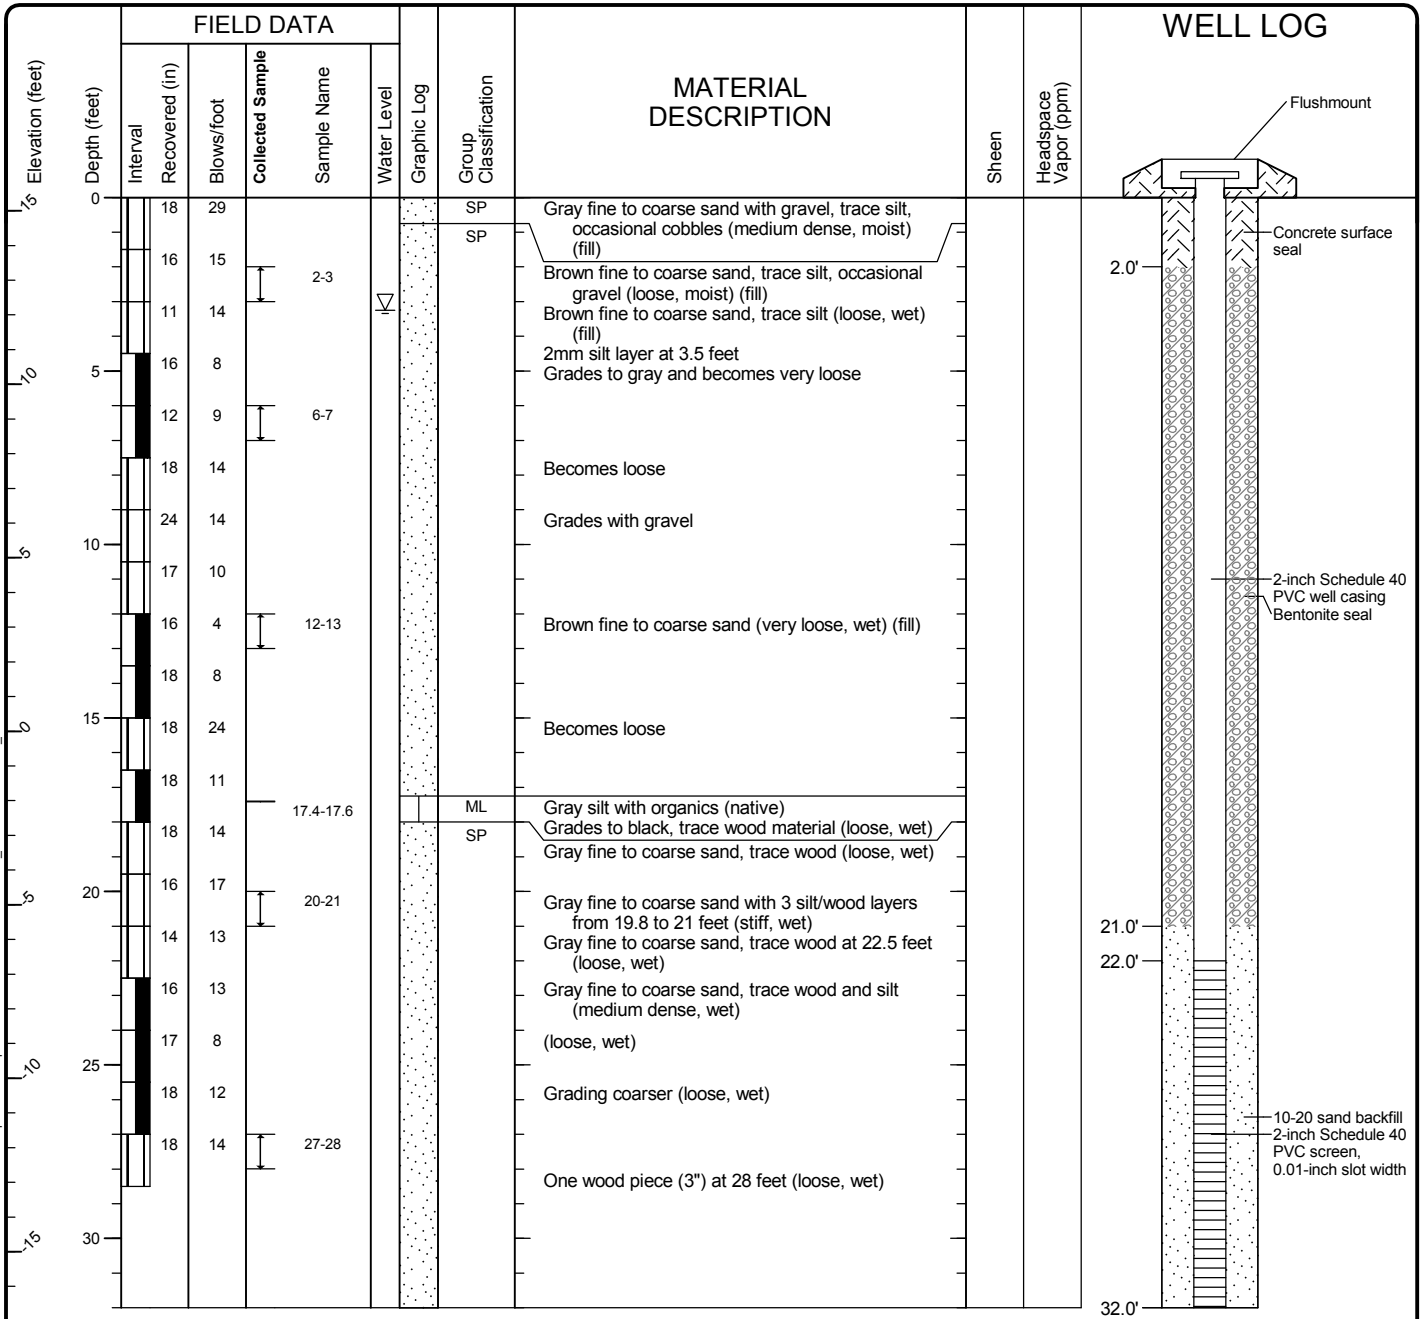 FIELD DATA
WELL LOG
Elevation (feet)
Depth (feet)
Interval
Recovered (in)
Blows/foot
Collected Sample
Sample Name
Water Level
Graphic Log
Group
Classification
MATERIAL
DESCRIPTION
Sheen
Headspace
Vapor (ppm)
Flushmount
0
15
18 29
SP
Gray fine to coarse sand with gravel, trace silt,
occasional cobbles (medium dense, moist)
(fill)
SP
Concrete surface
seal
16 15
2-3
Brown fine to coarse sand, trace silt, occasional
gravel (loose, moist) (fill)
2.0'
11 14
Brown fine to coarse sand, trace silt (loose, wet)
(fill)
2mm silt layer at 3.5 feet
16 8
5
10
Grades to gray and becomes very loose
12 9
6-7
18 14
Becomes loose
24 14
Grades with gravel
10
5
17 10
2-inch Schedule 40
PVC well casing
Bentonite seal
16 4
12-13
Brown fine to coarse sand (very loose, wet) (fill)
18 8
15
0
18 24
Becomes loose
18 11
17.4-17.6
ML
Gray silt with organics (native)
Grades to black, trace wood material (loose, wet)
18 14
SP
Gray fine to coarse sand, trace wood (loose, wet)
16 17
20
-5
20-21
Gray fine to coarse sand with 3 silt/wood layers
from 19.8 to 21 feet (stiff, wet)
21.0'
14 13
Gray fine to coarse sand, trace wood at 22.5 feet
(loose, wet)
22.0'
16 13
Gray fine to coarse sand, trace wood and silt
(medium dense, wet)
17 8
(loose, wet)
25
-10
18 12
Grading coarser (loose, wet)
10-20 sand backfill
2-inch Schedule 40
PVC screen,
0.01-inch slot width
18 14
27-28
One wood piece (3") at 28 feet (loose, wet)
30
-15
32.0'